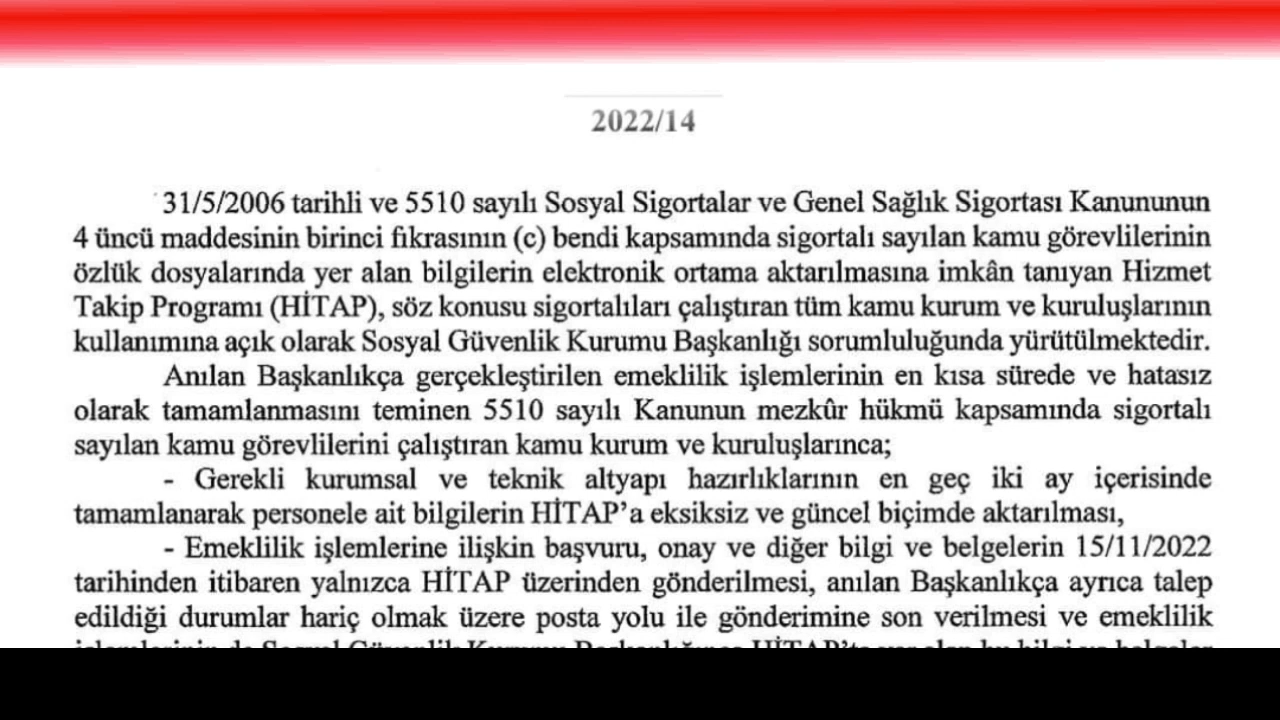 2022/14
31/5/2006 tarihli ve 5510 sayılı Sosyal Sigortalar ve Genel Sağlık Sigortası Kanununun
4 üncü maddesinin birinci fıkrasının (c) bendi kapsamında sigortalı sayılan kamu görevlilerinin
özlük dosyalarında yer alan bilgilerin elektronik ortama aktarılmasına imkân tanıyan Hizmet
Takip Programı (HİTAP), söz konusu sigortalıları çalıştıran tüm kamu kurum ve kuruluşlarının
kullanımına açık olarak Sosyal Güvenlik Kurumu Başkanlığı sorumluluğunda yürütülmektedir.
Anılan Başkanlıkça gerçekleştirilen emeklilik işlemlerinin en kısa sürede ve hatasız
olarak tamamlanmasını teminen 5510 sayılı Kanunun mezkûr hükmü kapsamında sigortalı
sayılan kamu görevlilerini çalıştıran kamu kurum ve kuruluşlarınca;
- Gerekli kurumsal ve teknik altyapı hazırlıklarının en geç iki ay içerisinde
tamamlanarak personele ait bilgilerin HİTAP’a eksiksiz ve güncel biçimde aktarılması,
- Emeklilik işlemlerine ilişkin başvuru, onay ve diğer bilgi ve belgelerin 15/11/2022
tarihinden itibaren yalnızca HİTAP üzerinden gönderilmesi, anılan Başkanlıkça ayrıca talep
edildiği durumlar hariç olmak üzere posta yolu ile gönderimine son verilmesi ve emeklilik